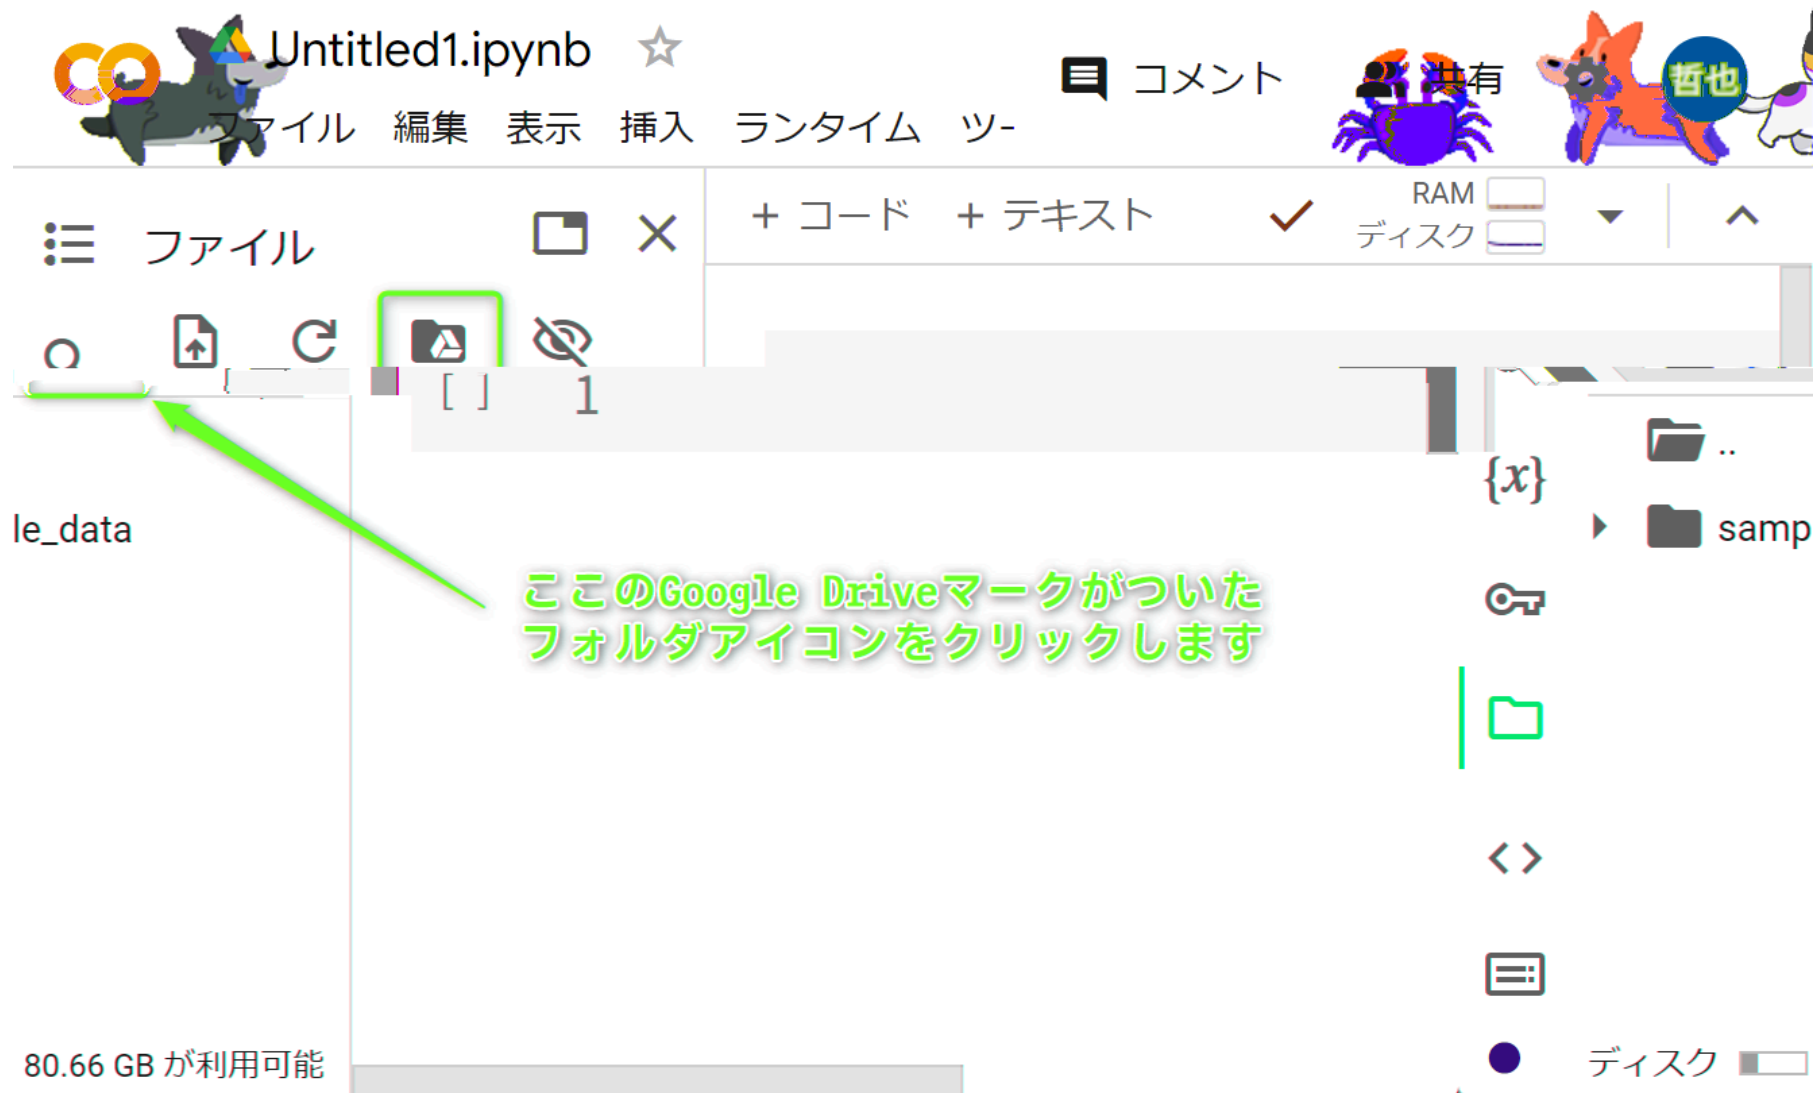 Untitled1.ipynb
コメント
共有
哲也
ファイル 編集 表示 挿入 ランタイム ツ-
ファイル
+ コード + テキスト
RAM
ディスク
[ ] 1
..
{x}
le_data
samp
ここのGoogle Driveマークがついた
フォルダアイコンをクリックします
< >
80.66 GB が利用可能
ディスク